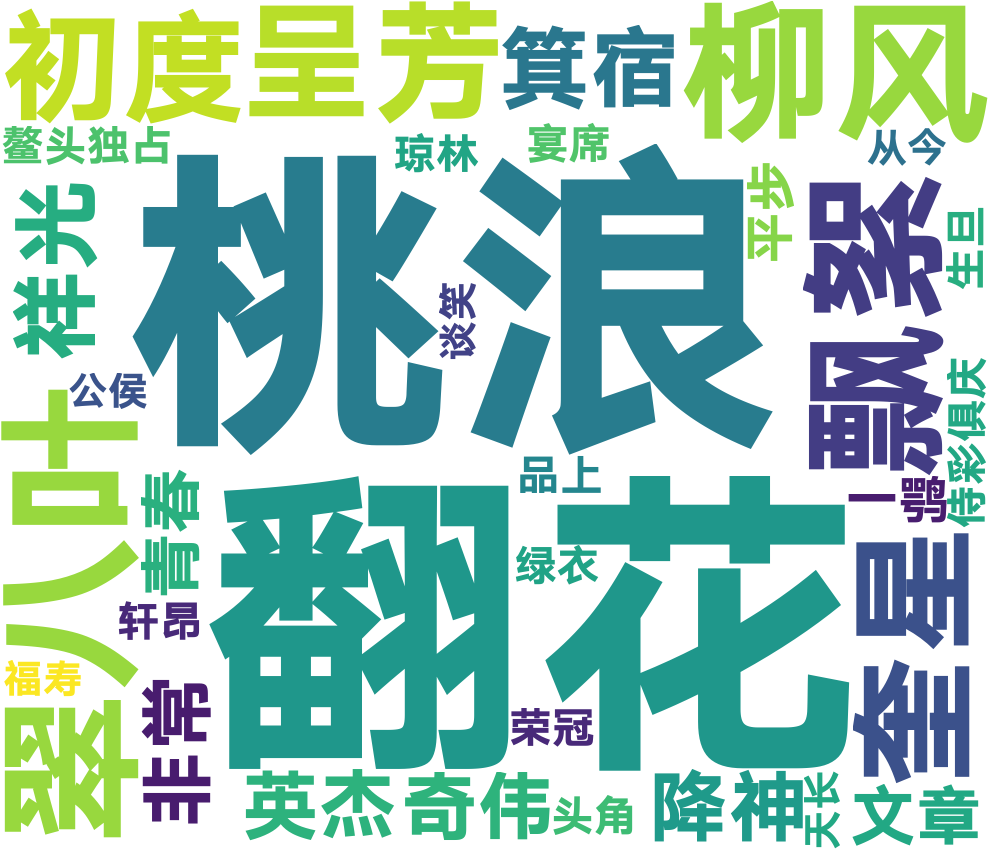 初度呈芳
箕宿
柳风
鳌头独占
琼林
宴席
从今
桃浪
平步
絮
飘
生旦
祥光
谈笑
公侯
侍彩俱庆
蓂八叶
品上
一鹗
青春
翻花
绿衣
奎星
轩昂
福寿
非常
荣冠
英杰奇伟
头角
降神
天长
文章